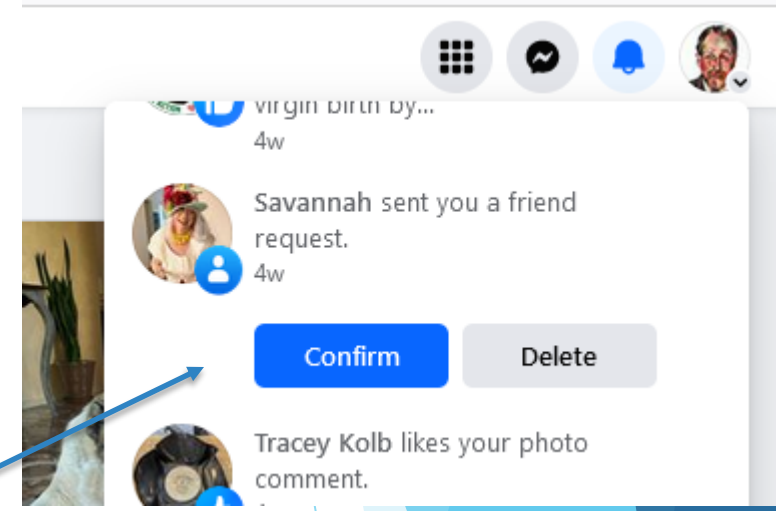 virgin birth by...
4w
Savannah sent you a friend
request.
4w
Confirm
Delete
Tracey Kolb likes your photo
comment.